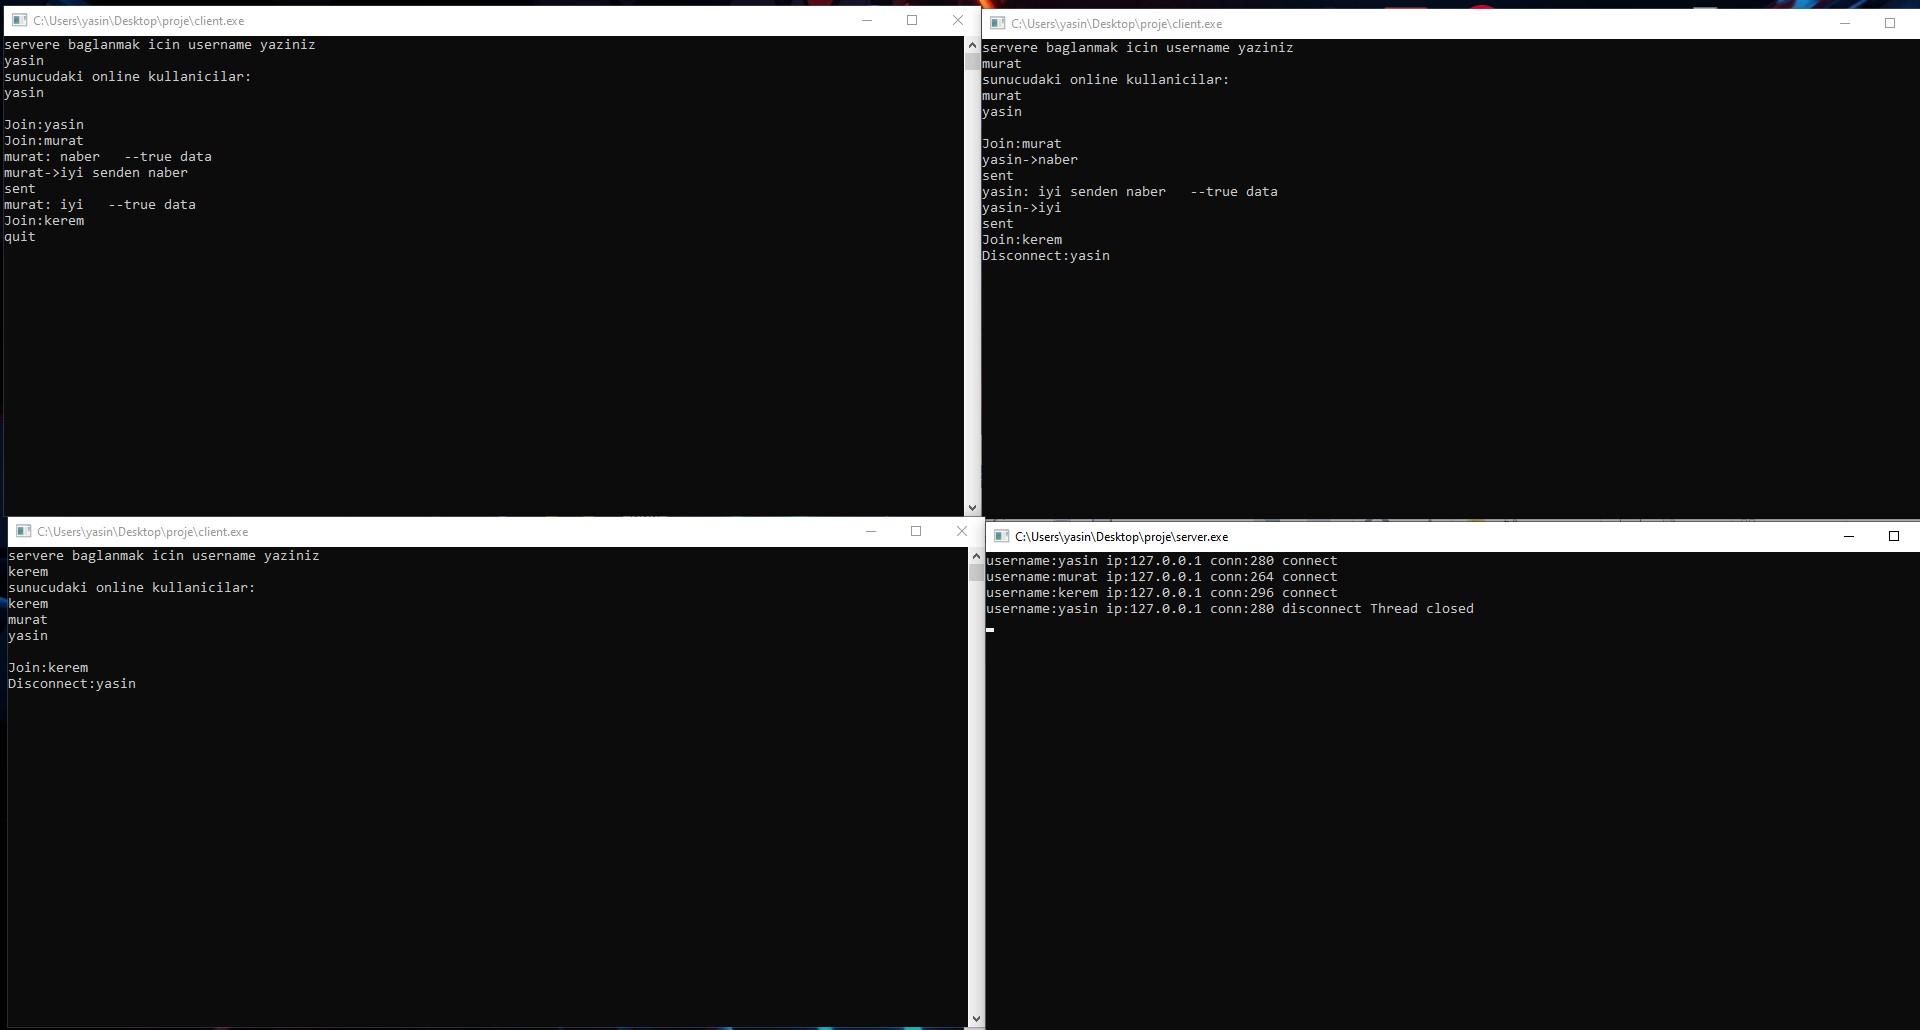 C:\Users\yasin\Desktop\proje\client.exe
servere baglanmak icin username yaziniz
yasin
sunucudaki online kullanicilar:
yasin
Join:yasin
Join:murat
murat: naber   --true data
murat->iyi senden naber
sent
murat: iyi   --true data
Join:kerem
quit
C:\Users\yasin\Desktop\proje\client.exe
servere baglanmak icin username yaziniz
murat
sunucudaki online kullanicilar:
murat
yasin
Join:murat
yasin->naber
sent
yasin: iyi senden naber   --true data
yasin->iyi
sent
Join:kerem
Disconnect:yasin
C:\Users\yasin\Desktop\proje\client.exe
servere baglanmak icin username yaziniz
kerem
sunucudaki online kullanicilar:
kerem
murat
yasin
Join:kerem
Disconnect:yasin
C:\Users\yasin\Desktop\proje\server.exe
username:yasin ip:127.0.0.1 conn:280 connect
username:murat ip:127.0.0.1 conn:264 connect
username:kerem ip:127.0.0.1 conn:296 connect
username:yasin ip:127.0.0.1 conn:280 disconnect Thread closed